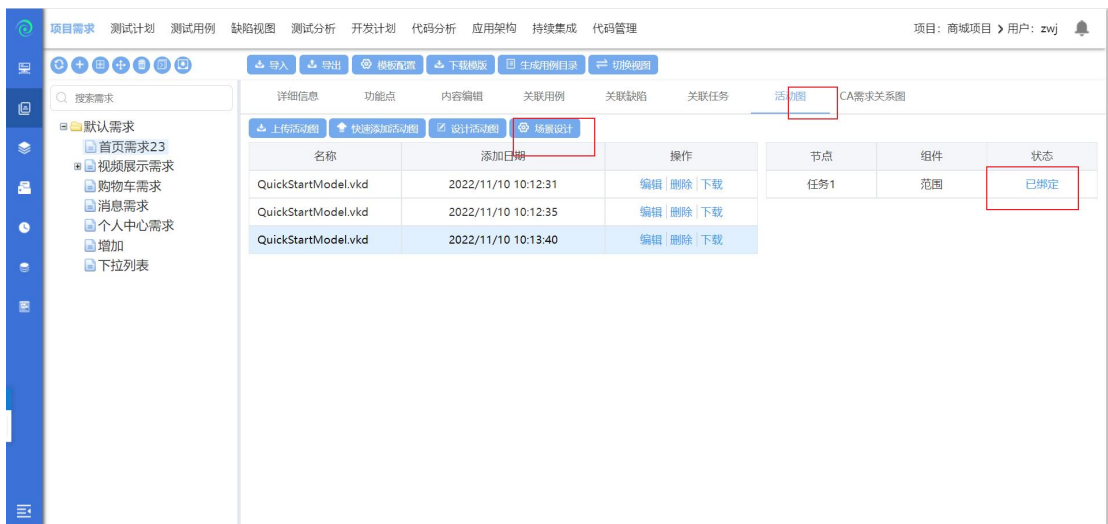 项目需求 测试计划 测试用例 缺陷视图 测试分析 开发计划 代码分析 应用架构 持续集成 代码管理 项目：商城项目 用户：zwj
导入 导出 模板配置 下载模版 生成用例目录 切换视图
搜索需求
详细信息 功能点 内容编辑 关联用例 关联缺陷 关联任务 活动图 CA需求关系图
默认需求
首页需求23
视频展示需求
购物车需求
消息需求
个人中心需求
增加
下拉列表
上传活动图 快速添加活动图 设计活动图 场景设计
名称 添加日期 操作
QuickStartModel.vkd 2022/11/10 10:12:31 编辑 删除 下载
QuickStartModel.vkd 2022/11/10 10:12:35 编辑 删除 下载
QuickStartModel.vkd 2022/11/10 10:13:40 编辑 删除 下载
节点 组件 状态
任务1 范围 已绑定